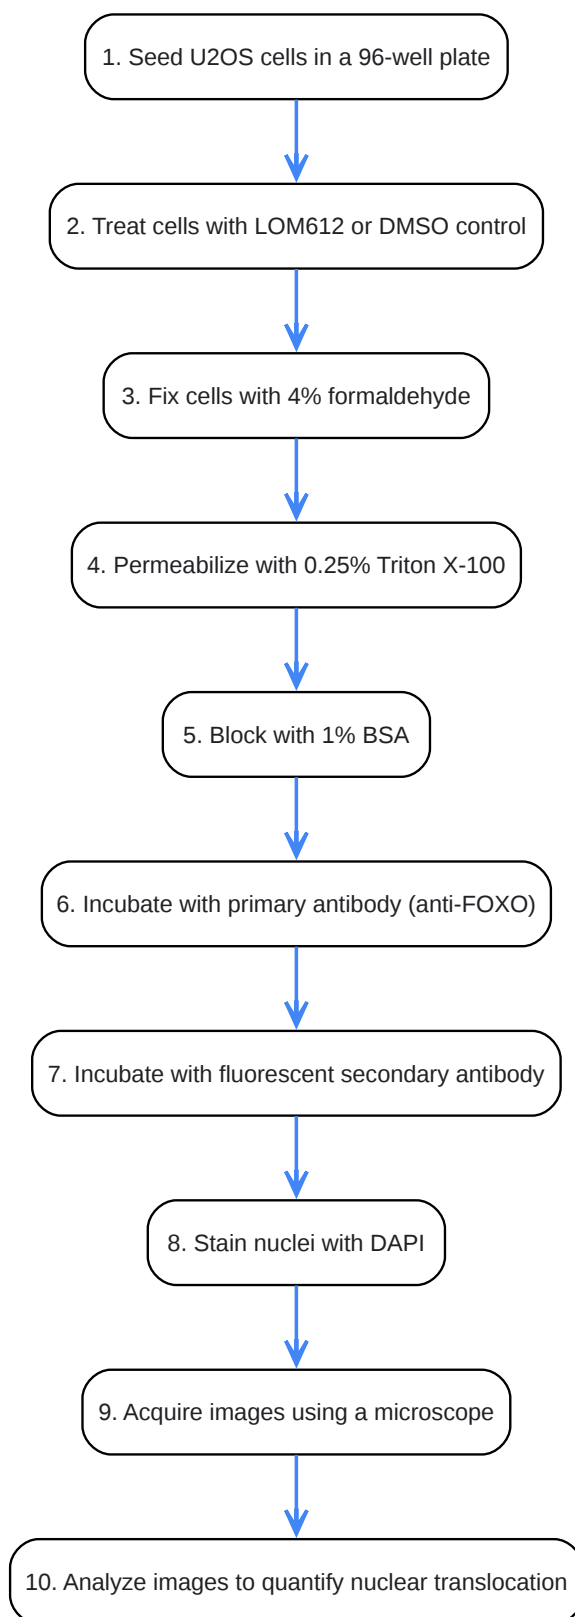 1. Seed U2OS cells in a 96-well plate
2. Treat cells with LOM612 or DMSO control
3. Fix cells with 4% formaldehyde
4. Permeabilize with 0.25% Triton X-100
5. Block with 1% BSA
6. Incubate with primary antibody (anti-FOXO)
7. Incubate with fluorescent secondary antibody
8. Stain nuclei with DAPI
9. Acquire images using a microscope
10. Analyze images to quantify nuclear translocation